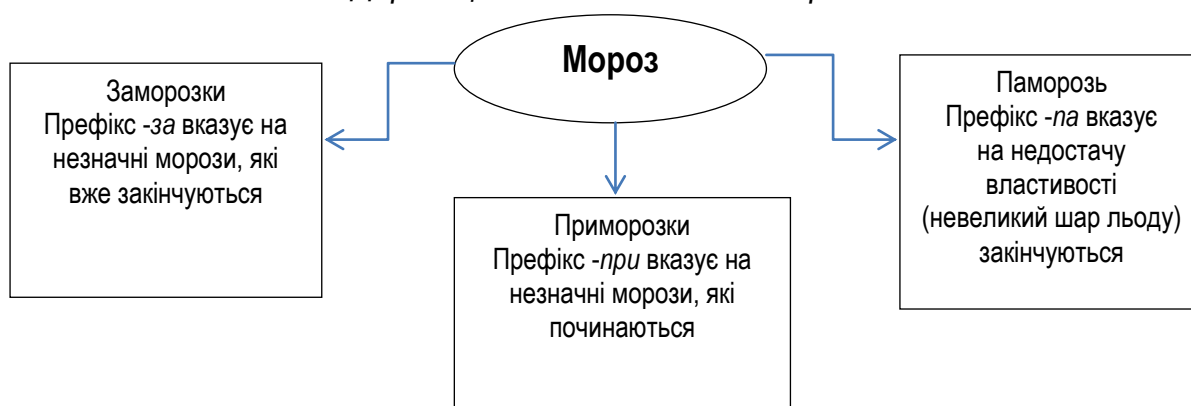 Мороз
Заморозки
Префікс -за вказує на
незначні морози, які
вже закінчуються
Приморозки
Префікс -при вказує на
незначні морози, які
починаються
Паморозь
Префікс -па вказує
на недостачу
властивості
(невеликий шар льоду)
закінчуються